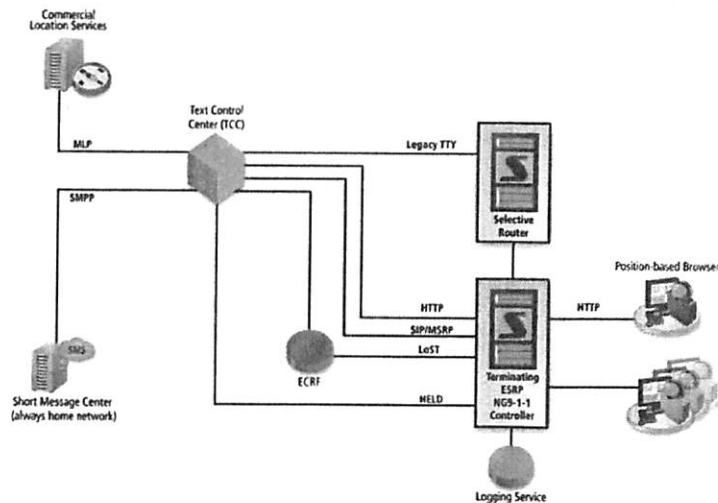 Commercial
Location Services
Text Control
Center (TCC)
MLP
Legacy TTY
SMPP
Selective
Router
Position-based Browser
HTTP
HTTP
SIP/MSRP
LoST
ECRF
SMS
Terminating
ESRP
NG9-1-1
Controller
HELD
Short Message Center
(always home network)
Logging Service